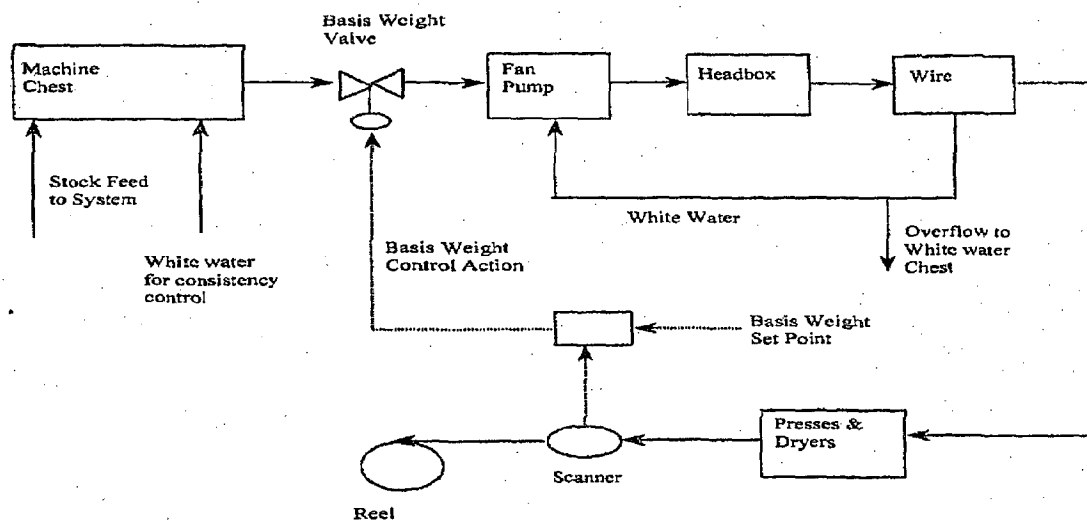 Basis Weight
Valve
Machine
Chest
Fan
Pump
Headbox
Wire
Stock Feed
to System
White water
for consistency
control
Basis Weight
Control Action
White Water
Overflow to
White water
Chest
Basis Weight
Set Point
Presses &
Dryers
Scanner
Reel